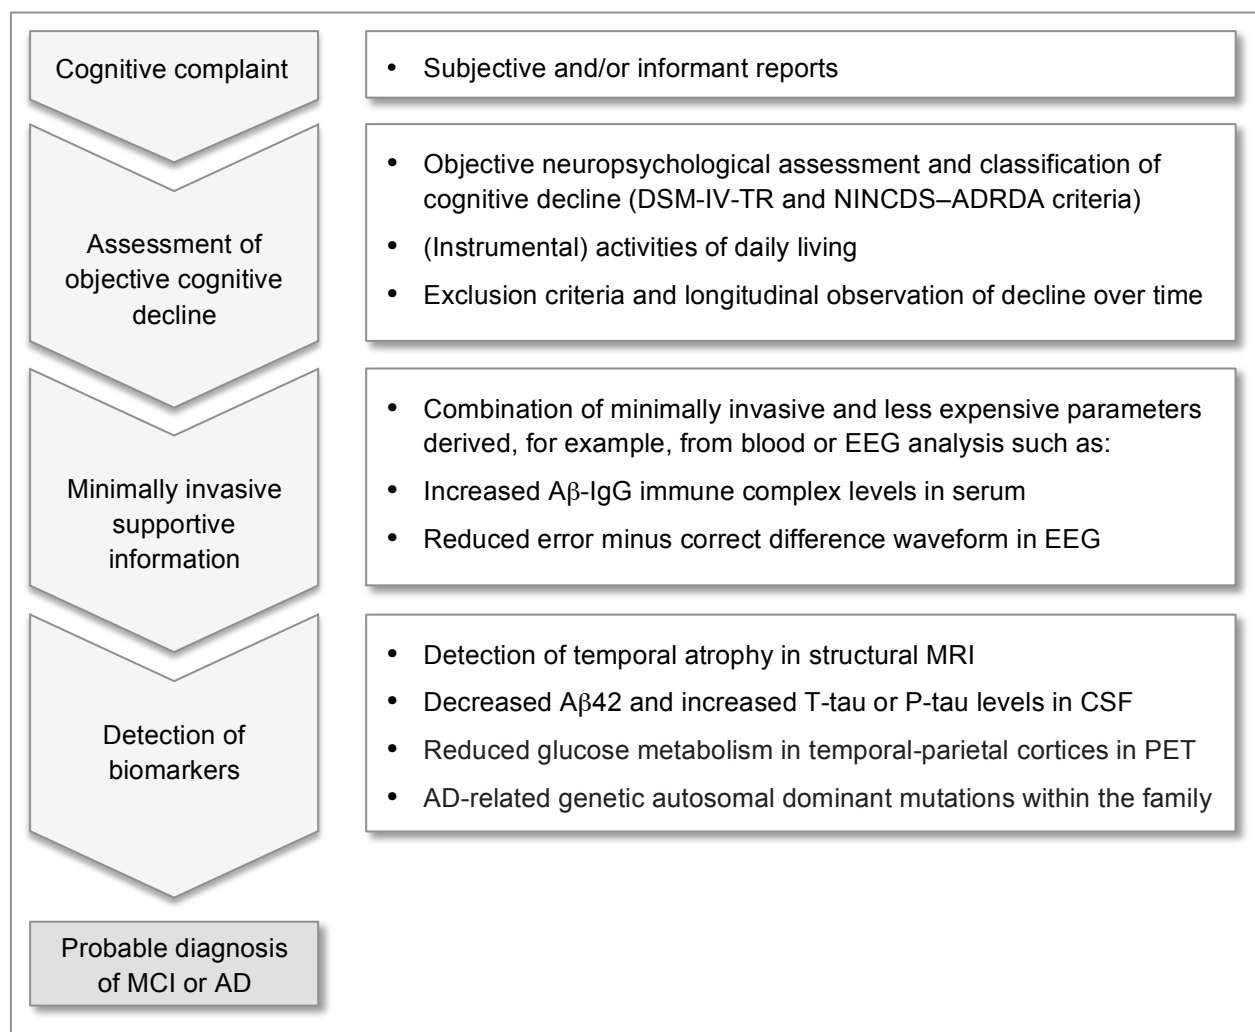 Cognitive complaint
• Subjective and/or informant reports
Assessment of
objective cognitive
decline
• Objective neuropsychological assessment and classification of
cognitive decline (DSM-IV-TR and NINCDS–ADRDA criteria)
• (Instrumental) activities of daily living
• Exclusion criteria and longitudinal observation of decline over time
Minimally invasive
supportive
information
• Combination of minimally invasive and less expensive parameters
derived, for example, from blood or EEG analysis such as:
• Increased Aβ-IgG immune complex levels in serum
• Reduced error minus correct difference waveform in EEG
Detection of
biomarkers
• Detection of temporal atrophy in structural MRI
• Decreased Aβ42 and increased T-tau or P-tau levels in CSF
• Reduced glucose metabolism in temporal-parietal cortices in PET
• AD-related genetic autosomal dominant mutations within the family
Probable diagnosis
of MCI or AD